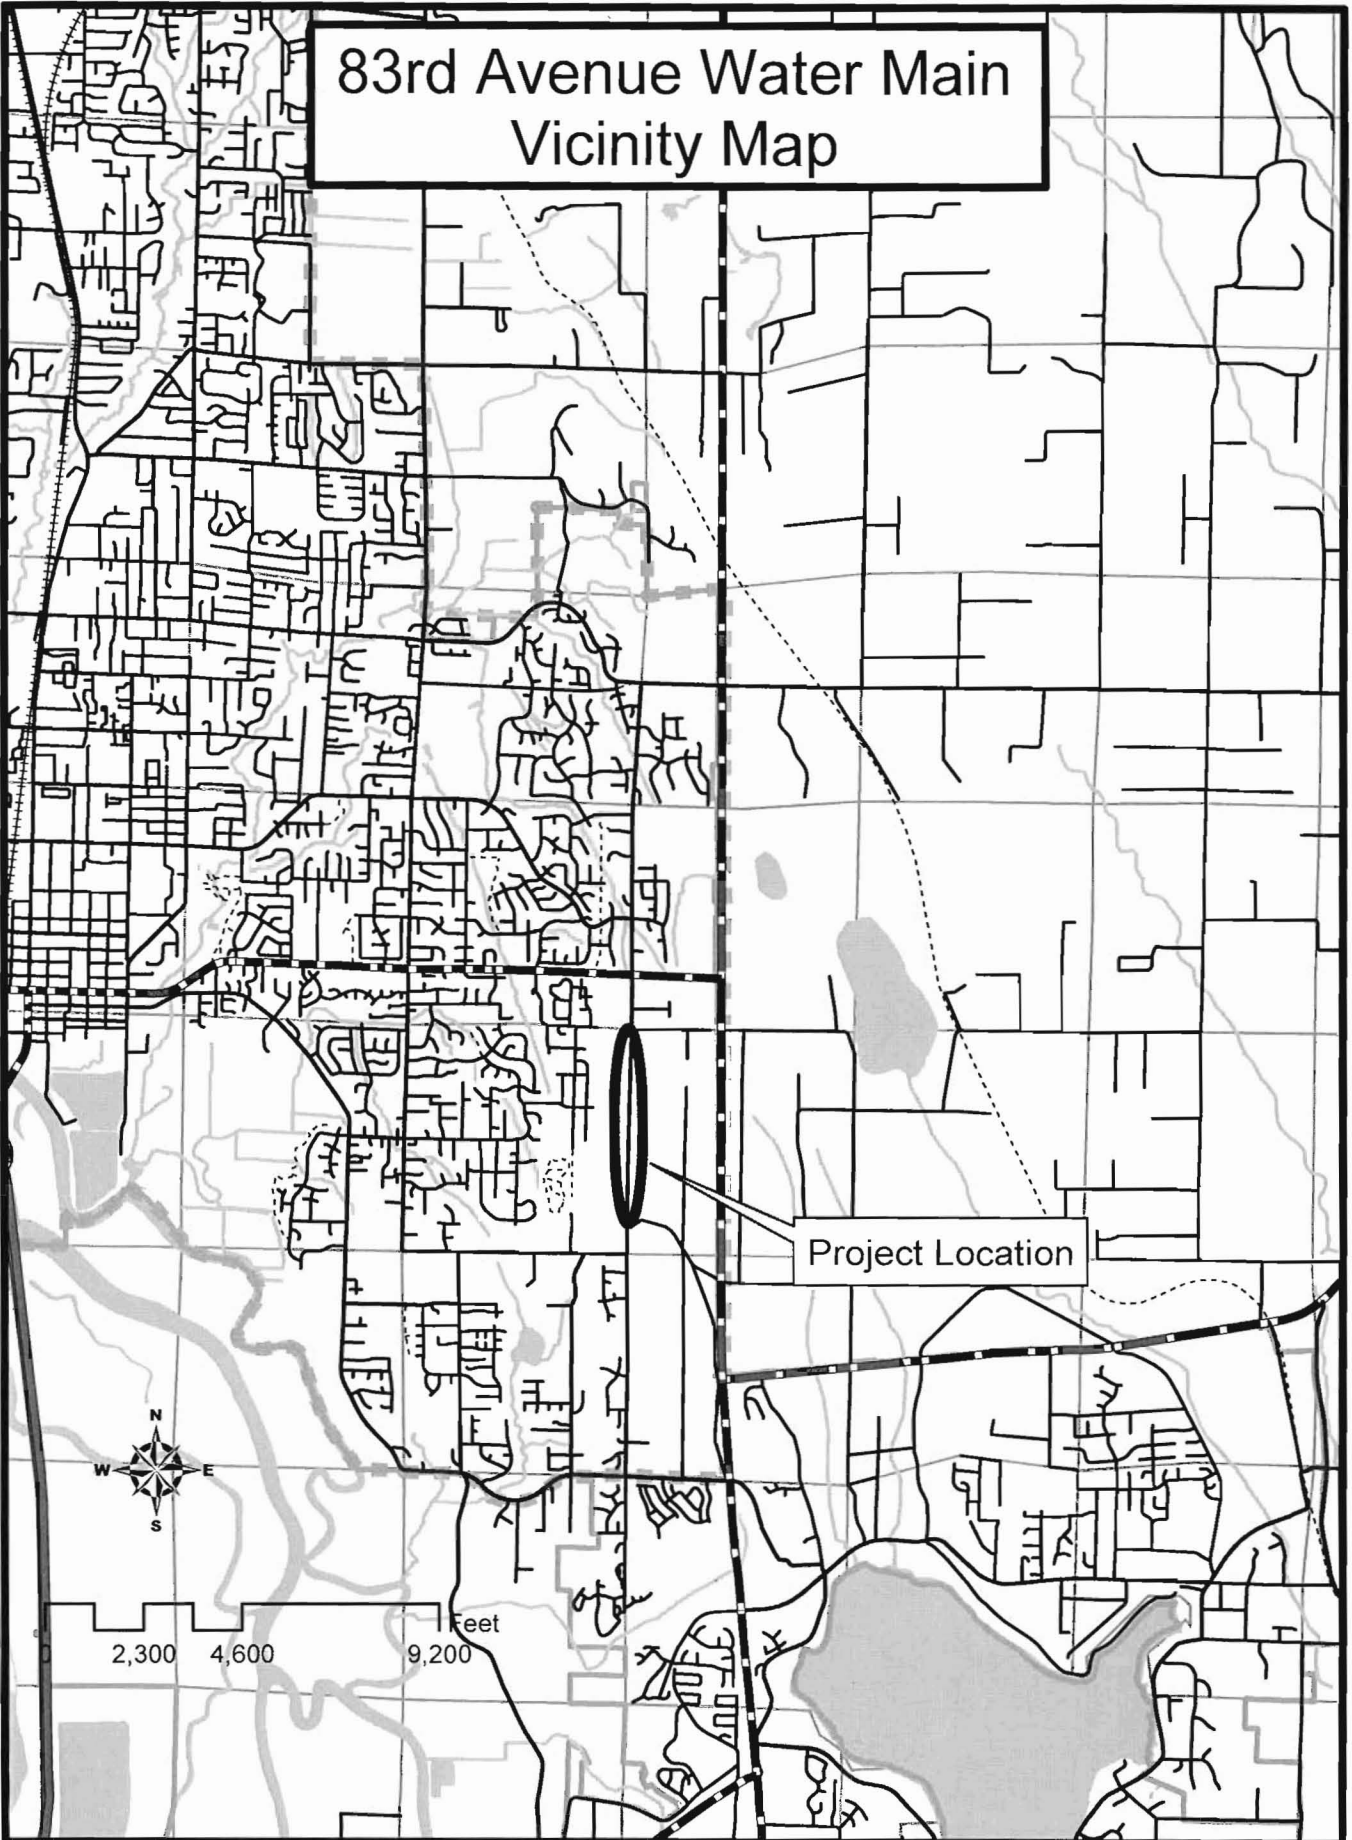 83rd Avenue Water Main
Vicinity Map
Project Location
N
W E
S
Feet
0 2,300 4,600 9,200